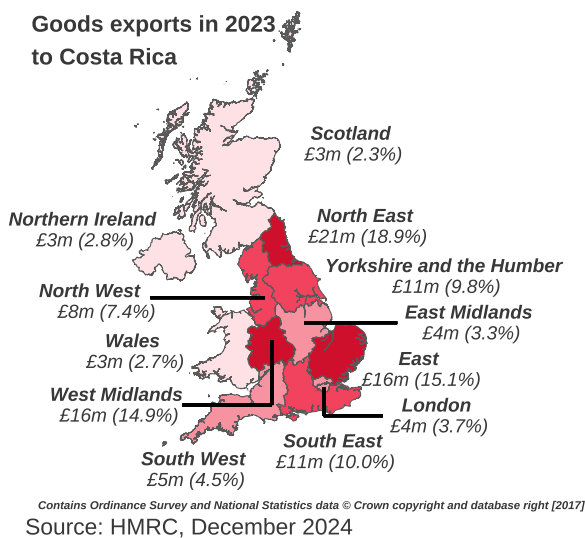 Goods exports in 2023
to Costa Rica
Scotland
£3m (2.3%)
Northern Ireland
£3m (2.8%)
North East
£21m (18.9%)
Yorkshire and the Humber
£11m (9.8%)
North West
£8m (7.4%)
East Midlands
£4m (3.3%)
Wales
£3m (2.7%)
East
£16m (15.1%)
West Midlands
£16m (14.9%)
London
£4m (3.7%)
South East
£11m (10.0%)
South West
£5m (4.5%)
Contains Ordinance Survey and National Statistics data © Crown copyright and database right [2017]
Source: HMRC, December 2024